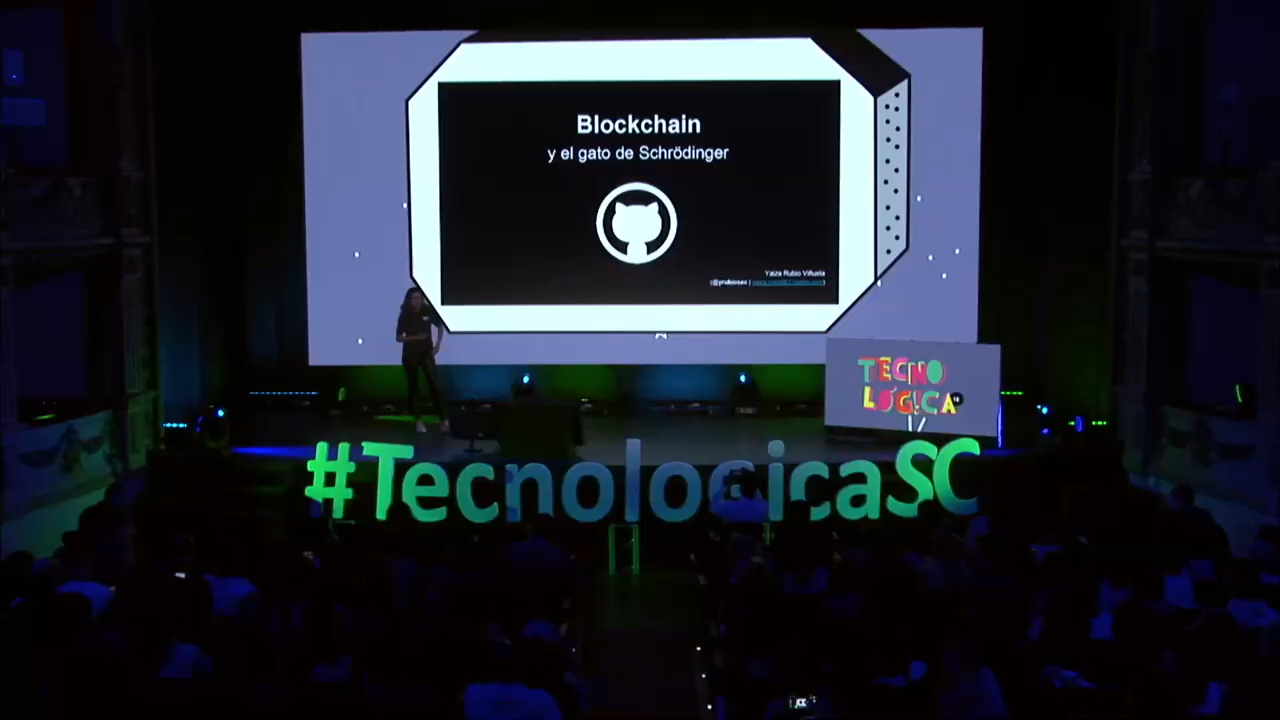 Blockchain
y el gato de Schrödinger
Yaiza Rubio Viñuela
TECNO
LÓGICA
#TecnologicaSC